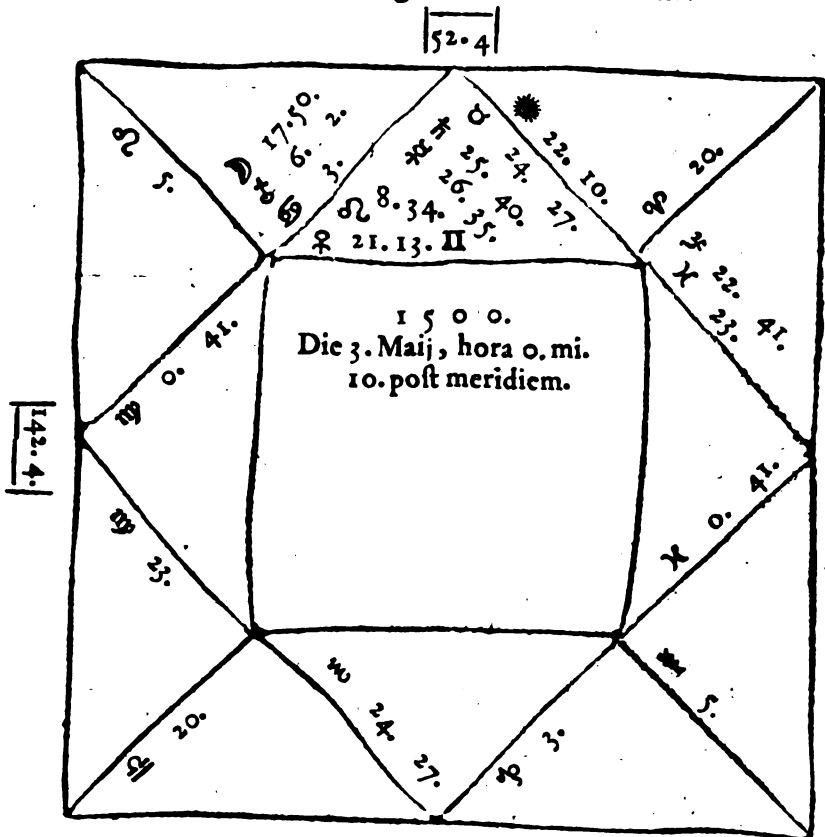 52.4
☽ 17.50.
☿ 6. 2.
♋ 3.
♌ 5.
♉ 24. 27.
25. 40.
26. 35.
♌ 8.34.
♀ 21.13. ♊
22. 10.
20.
♓ 22. 41.
23.
1500.
Die 3. Maij, hora 0. mi.
10. post meridiem.
♍ 0. 41.
142.4.
♍ 23.
♎ 20.
♏ 24. 27.
♑ 3.
♒ 5.
♓ 0. 41.